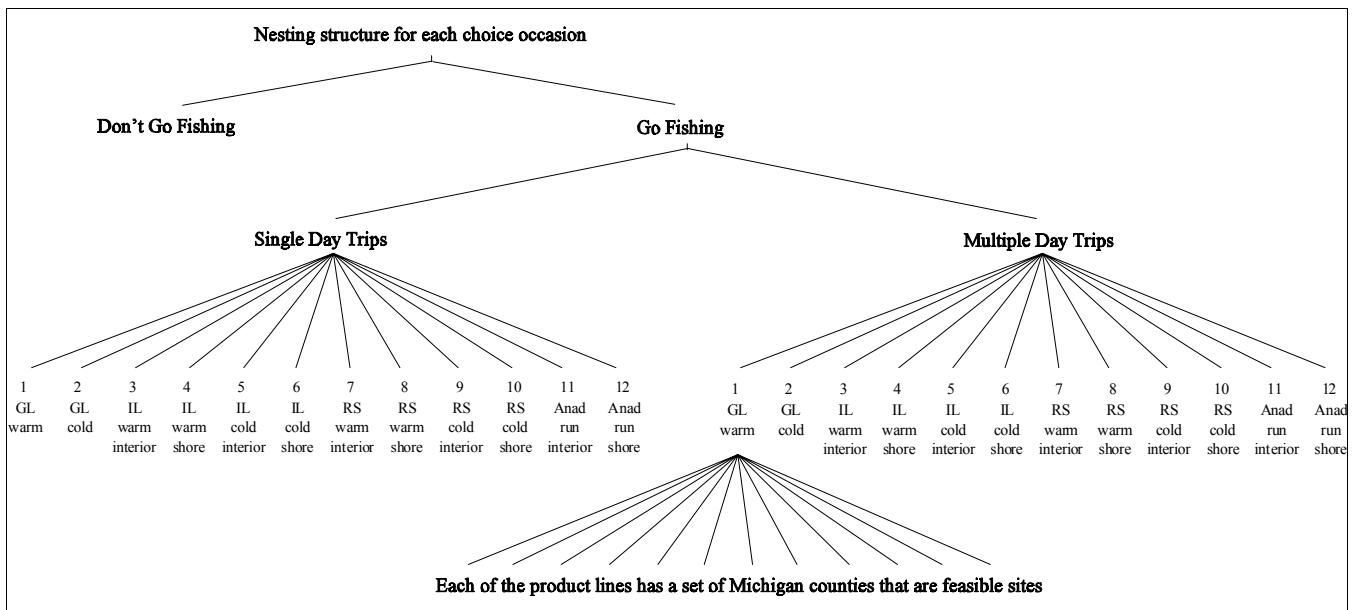 Nesting structure for each choice occasion
Don't Go Fishing
Go Fishing
Single Day Trips
Multiple Day Trips
1 2 3 4 5 6 7 8 9 10 11 12
GL GL IL IL IL IL RS RS RS RS Anad Anad
warm cold warm warm cold cold warm warm cold cold run run
interior shore interior shore interior shore interior shore interior shore
1 2 3 4 5 6 7 8 9 10 11 12
GL GL IL IL IL IL RS RS RS RS Anad Anad
warm cold warm warm cold cold warm warm cold cold run run
interior shore interior shore interior shore interior shore interior shore
Each of the product lines has a set of Michigan counties that are feasible sites